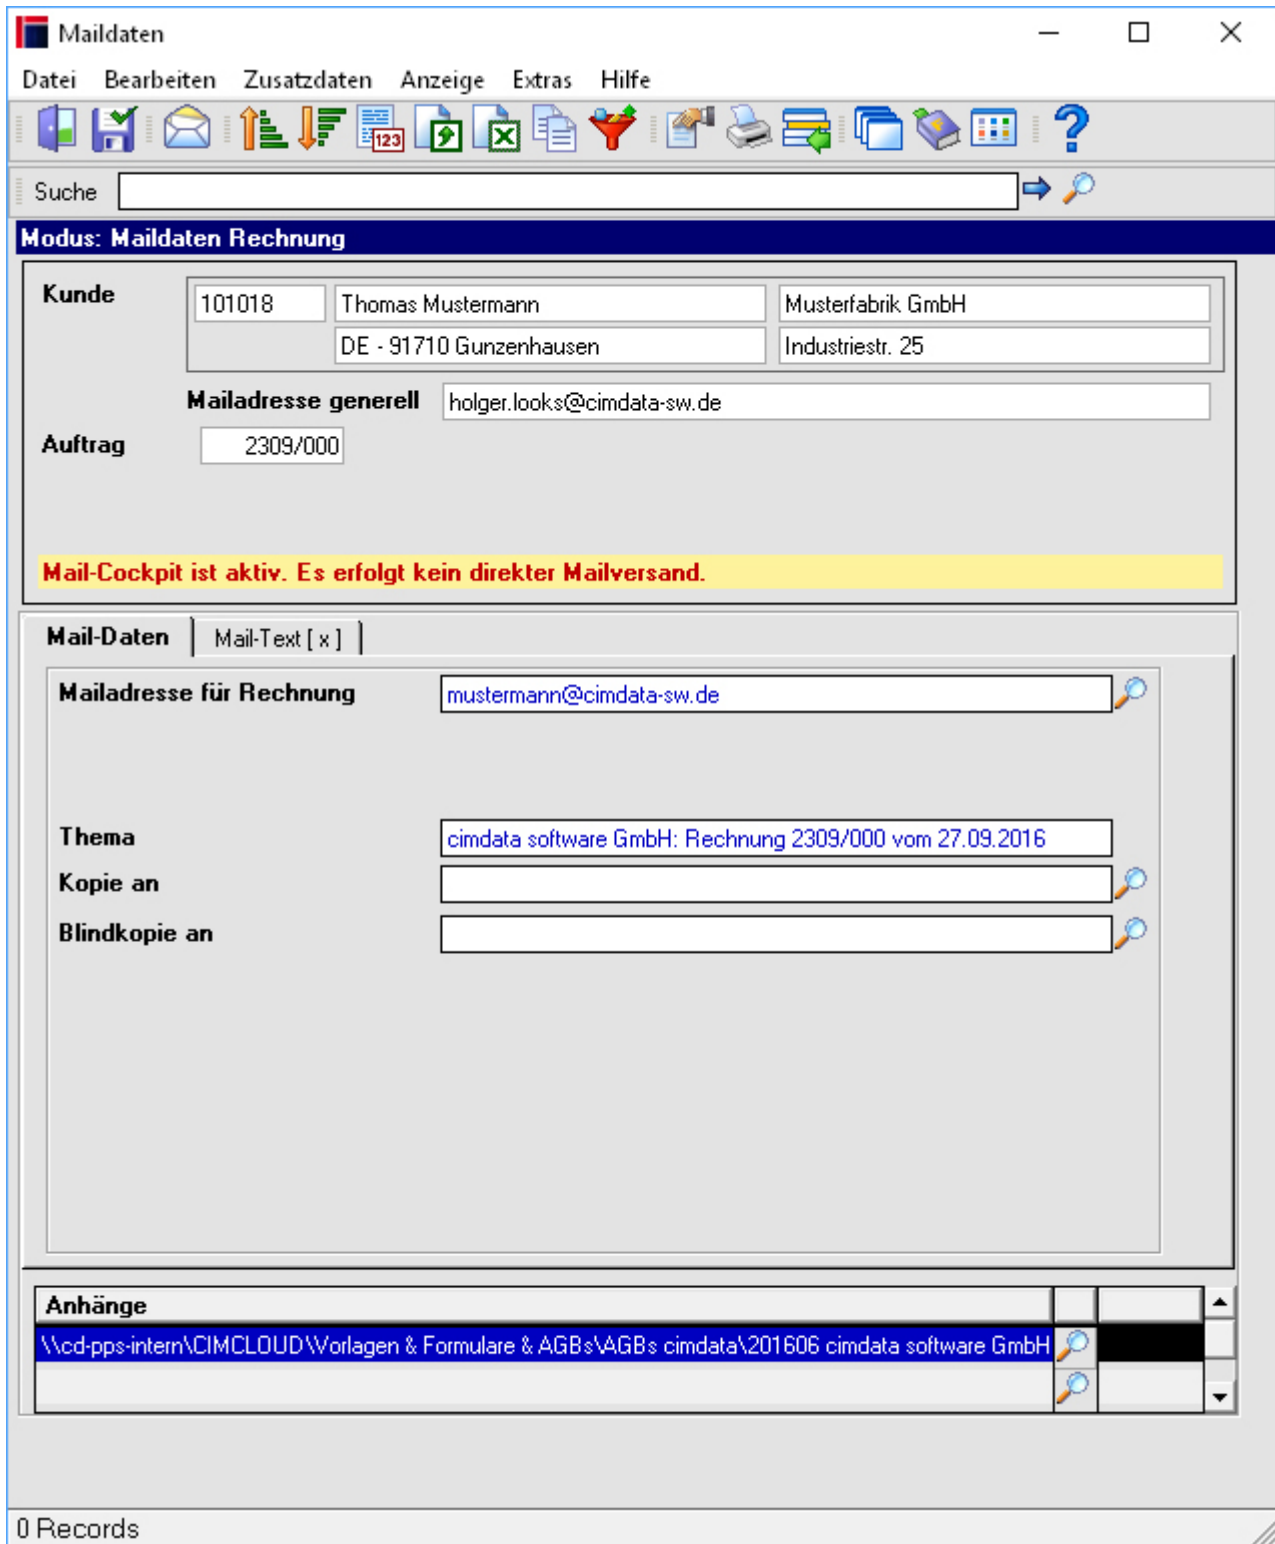 Maildaten
Datei Bearbeiten Zusatzdaten Anzeige Extras Hilfe
123
Suche
Modus: Maildaten Rechnung
Kunde 101018 Thomas Mustermann Musterfabrik GmbH
DE - 91710 Gunzenhausen Industriestr. 25
Mailadresse generell holger.looks@cimdata-sw.de
Auftrag 2309/000
Mail-Cockpit ist aktiv. Es erfolgt kein direkter Mailversand.
Mail-Daten Mail-Text [ x ]
Mailadresse für Rechnung mustermann@cimdata-sw.de
Thema cimdata software GmbH: Rechnung 2309/000 vom 27.09.2016
Kopie an
Blindkopie an
Anhänge
\\cd-pps-intern\CIMCLOUD\Vorlagen & Formulare & AGBs\AGBs cimdata\201606 cimdata software GmbH
0 Records